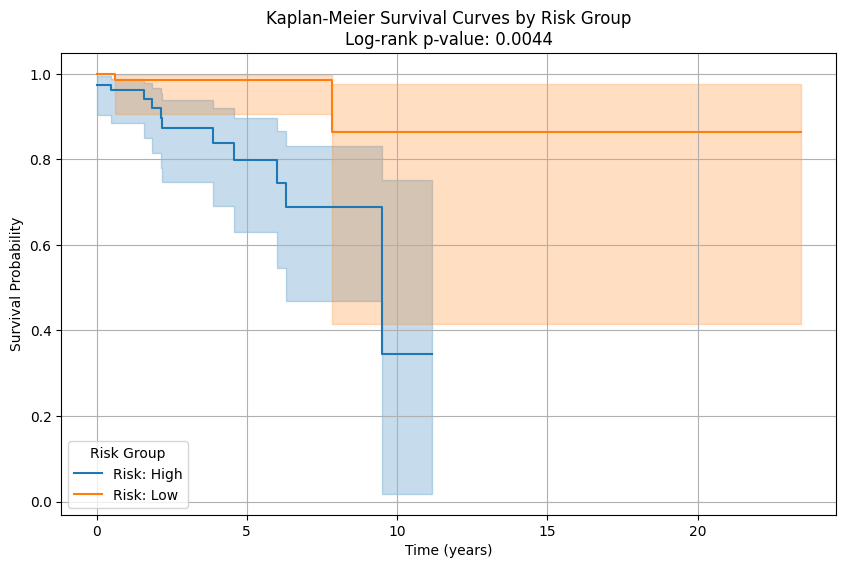 Kaplan-Meier Survival Curves by Risk Group
Log-rank p-value: 0.0044
Survival Probability
1.0
0.8
0.6
0.4
0.2
0.0
Risk Group
Risk: High
Risk: Low
0 5 10 15 20
Time (years)